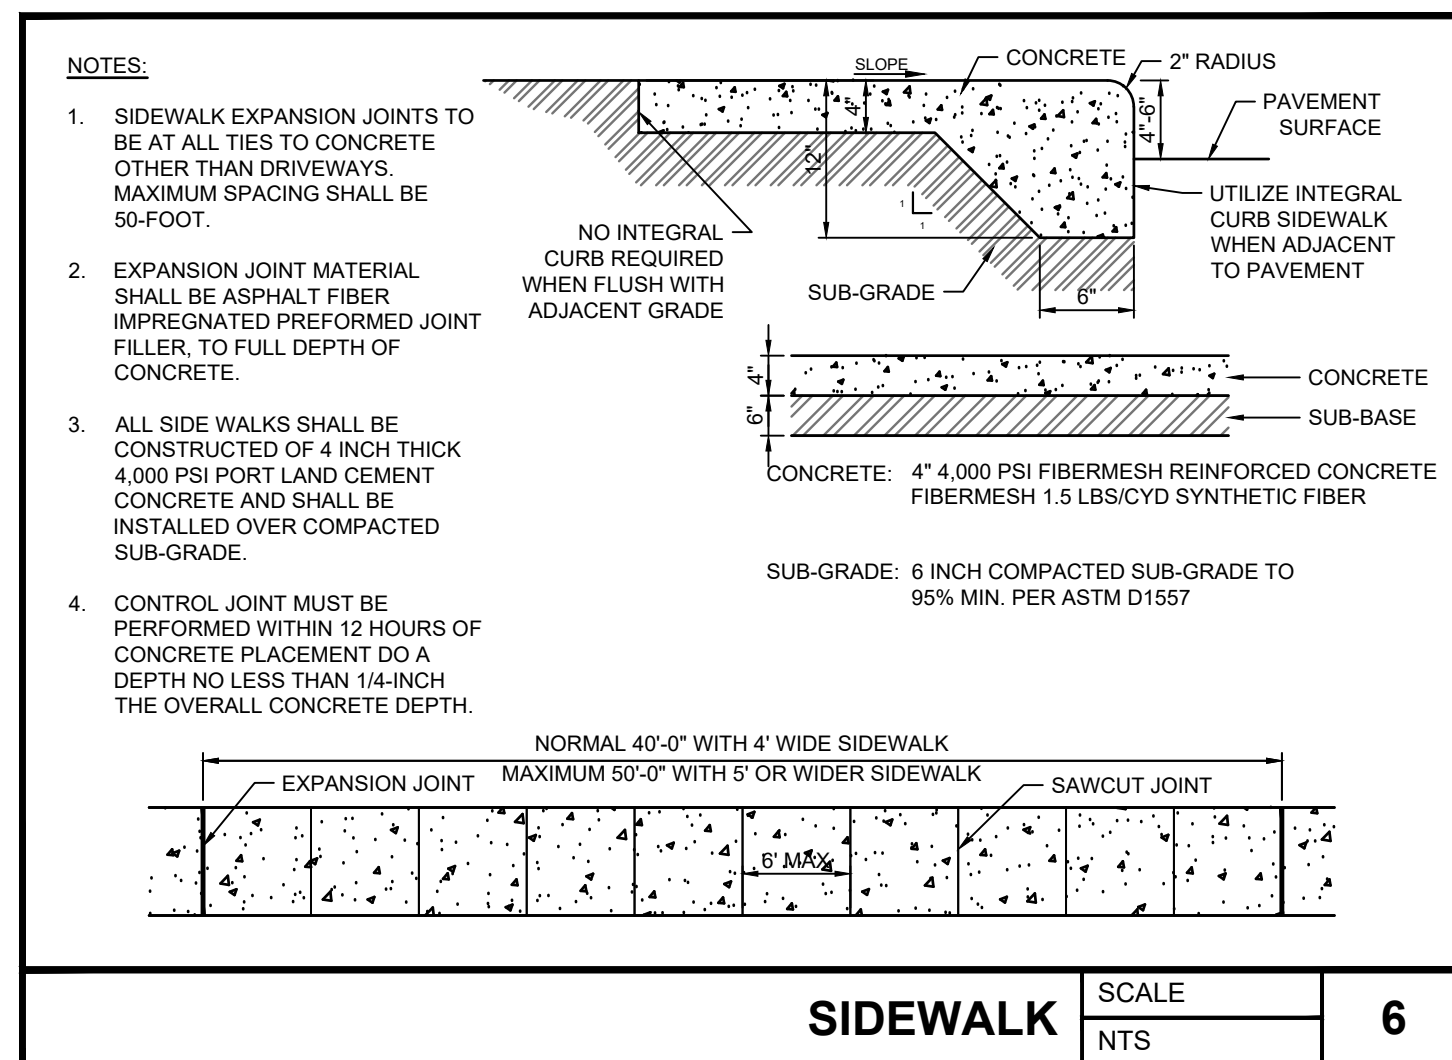 NOTES:
1. SIDEWALK EXPANSION JOINTS TO
BE AT ALL TIES TO CONCRETE
OTHER THAN DRIVEWAYS.
MAXIMUM SPACING SHALL BE
50-FOOT.
2. EXPANSION JOINT MATERIAL
SHALL BE ASPHALT FIBER
IMPREGNATED PREFORMED JOINT
FILLER, TO FULL DEPTH OF
CONCRETE.
3. ALL SIDE WALKS SHALL BE
CONSTRUCTED OF 4 INCH THICK
4,000 PSI PORT LAND CEMENT
CONCRETE AND SHALL BE
INSTALLED OVER COMPACTED
SUB-GRADE.
4. CONTROL JOINT MUST BE
PERFORMED WITHIN 12 HOURS OF
CONCRETE PLACEMENT DO A
DEPTH NO LESS THAN 1/4-INCH
THE OVERALL CONCRETE DEPTH.
SLOPE
CONCRETE
2" RADIUS
4"
12"
4"-6"
PAVEMENT
SURFACE
1
1
NO INTEGRAL
CURB REQUIRED
WHEN FLUSH WITH
ADJACENT GRADE
UTILIZE INTEGRAL
CURB SIDEWALK
WHEN ADJACENT
TO PAVEMENT
SUB-GRADE
6"
4"
CONCRETE
6"
SUB-BASE
CONCRETE: 4" 4,000 PSI FIBERMESH REINFORCED CONCRETE
FIBERMESH 1.5 LBS/CYD SYNTHETIC FIBER
SUB-GRADE: 6 INCH COMPACTED SUB-GRADE TO
95% MIN. PER ASTM D1557
NORMAL 40'-0" WITH 4' WIDE SIDEWALK
MAXIMUM 50'-0" WITH 5' OR WIDER SIDEWALK
EXPANSION JOINT
SAWCUT JOINT
6' MAX.
SIDEWALK
SCALE
NTS
6